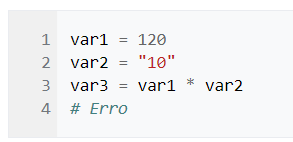 1 var1 = 120
2 var2 = "10"
3 var3 = var1 * var2
4 # Erro